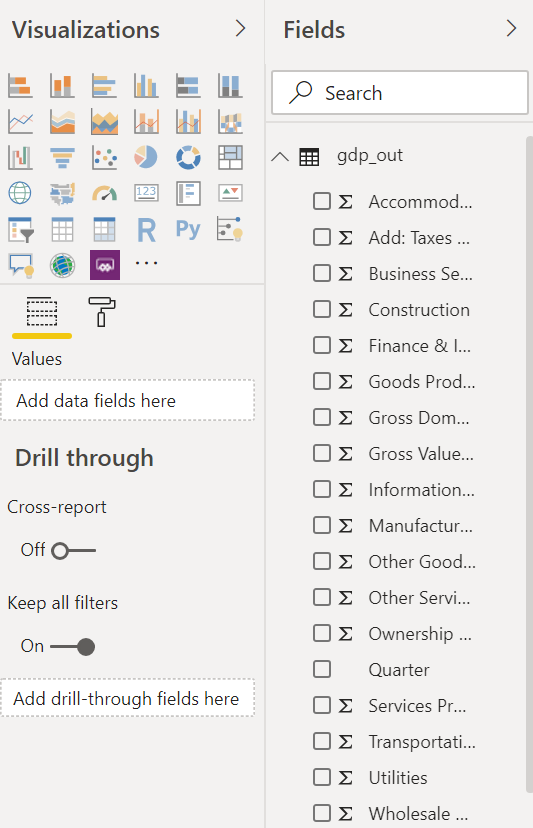 Visualizations
123
R
Py
Values
Add data fields here
Drill through
Cross-report
Off
Keep all filters
On
Add drill-through fields here
Fields
Search
gdp_out
Σ Accommod...
Σ Add: Taxes ...
Σ Business Se...
Σ Construction
Σ Finance & I...
Σ Goods Prod...
Σ Gross Dom...
Σ Gross Value...
Σ Information...
Σ Manufactur...
Σ Other Good...
Σ Other Servi...
Σ Ownership ...
Quarter
Σ Services Pr...
Σ Transportati...
Σ Utilities
Σ Wholesale ...